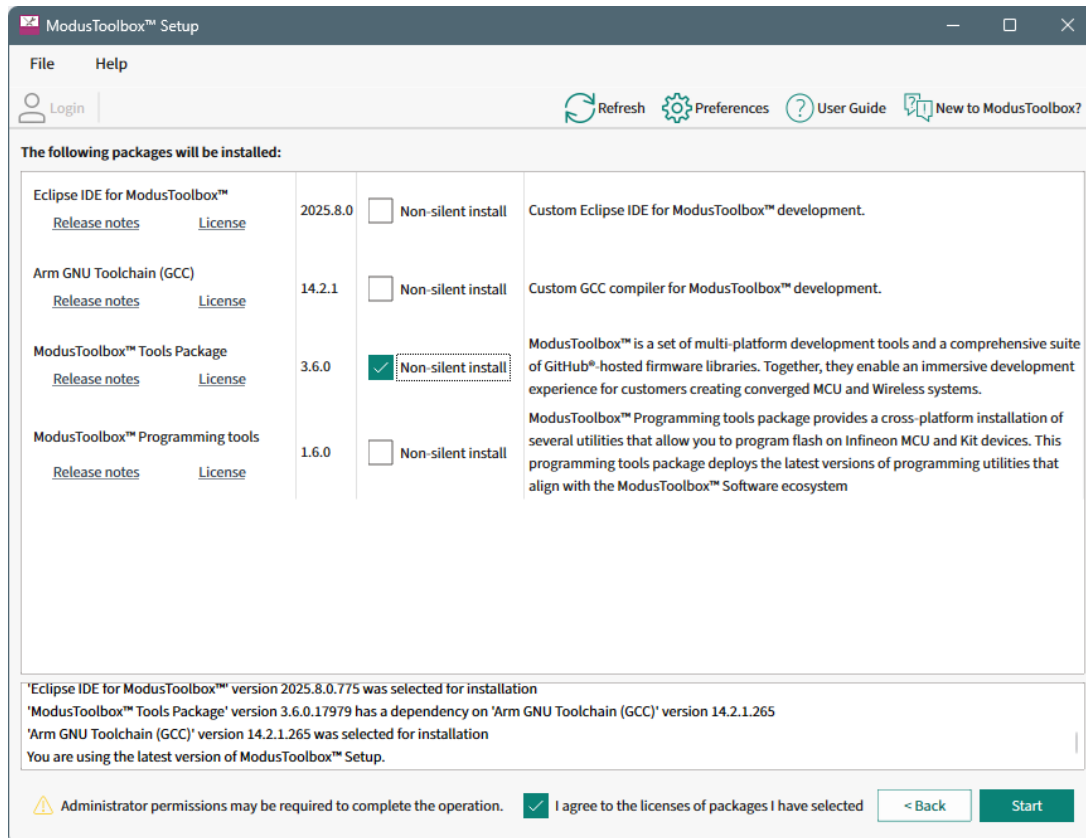 ModusToolbox™ Setup
File Help
Login Refresh Preferences User Guide New to ModusToolbox?
The following packages will be installed:
Eclipse IDE for ModusToolbox™
Release notes License
2025.8.0
Non-silent install
Custom Eclipse IDE for ModusToolbox™ development.
Arm GNU Toolchain (GCC)
Release notes License
14.2.1
Non-silent install
Custom GCC compiler for ModusToolbox™ development.
ModusToolbox™ Tools Package
Release notes License
3.6.0
Non-silent install
ModusToolbox™ is a set of multi-platform development tools and a comprehensive suite
of GitHub®-hosted firmware libraries. Together, they enable an immersive development
experience for customers creating converged MCU and Wireless systems.
ModusToolbox™ Programming tools
Release notes License
1.6.0
Non-silent install
ModusToolbox™ Programming tools package provides a cross-platform installation of
several utilities that allow you to program flash on Infineon MCU and Kit devices. This
programming tools package deploys the latest versions of programming utilities that
align with the ModusToolbox™ Software ecosystem
'Eclipse IDE for ModusToolbox™' version 2025.8.0.775 was selected for installation
'ModusToolbox™ Tools Package' version 3.6.0.17979 has a dependency on 'Arm GNU Toolchain (GCC)' version 14.2.1.265
'Arm GNU Toolchain (GCC)' version 14.2.1.265 was selected for installation
You are using the latest version of ModusToolbox™ Setup.
Administrator permissions may be required to complete the operation. I agree to the licenses of packages I have selected < Back Start